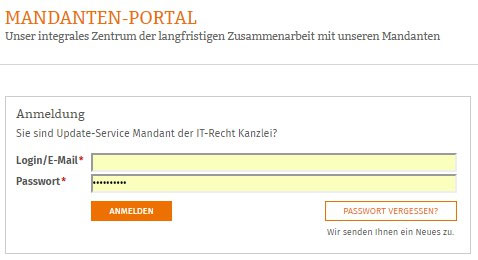 MANDANTEN-PORTAL
Unser integrales Zentrum der langfristigen Zusammenarbeit mit unseren Mandanten
Anmeldung
Sie sind Update-Service Mandant der IT-Recht Kanzlei?
Login/E-Mail*
Passwort* ••••••••••
ANMELDEN PASSWORT VERGESSEN?
Wir senden Ihnen ein Neues zu.